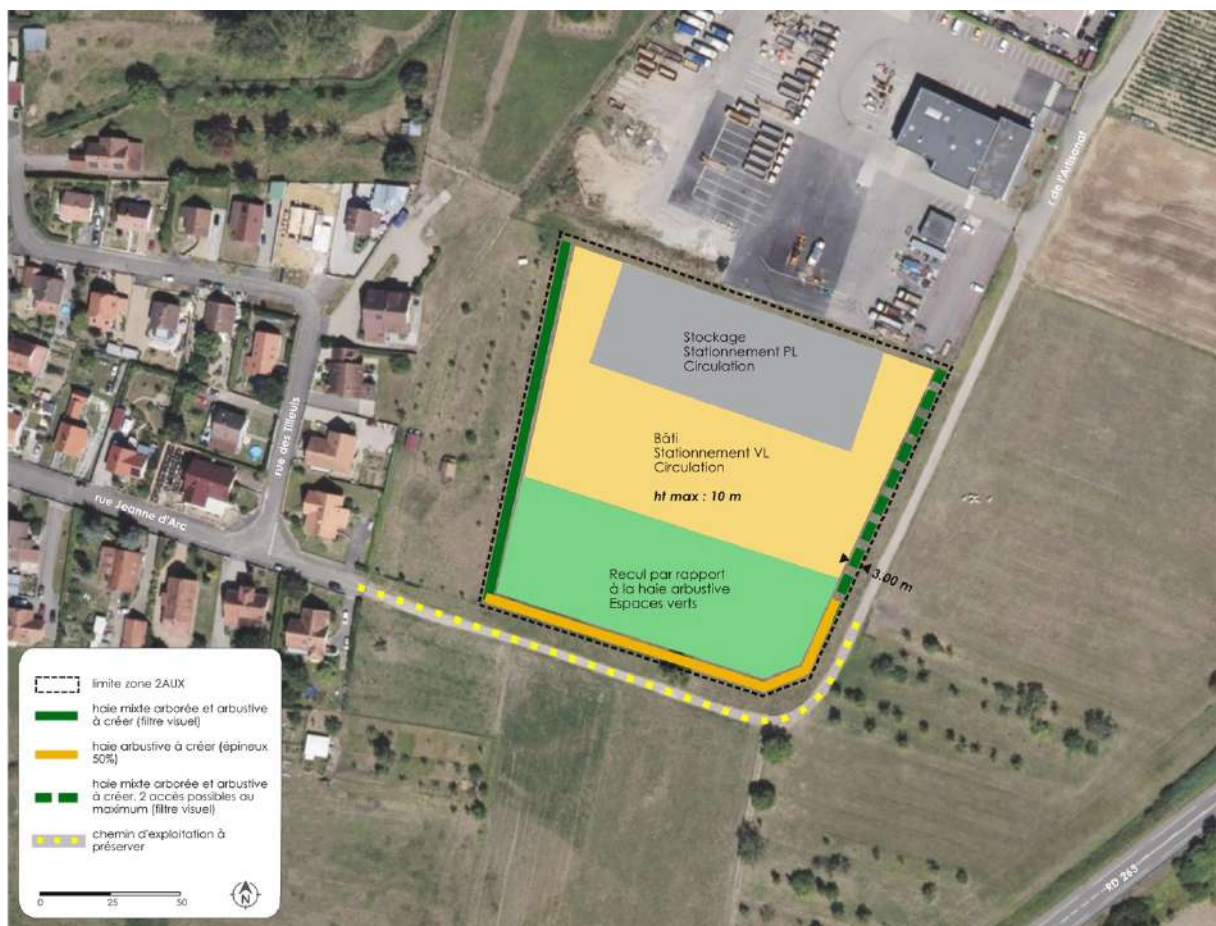 r.de l'Artisanat
Stockage
Stationnement PL
Circulation
Bâti
Stationnement VL
Circulation
ht max : 10 m
rue des Tilleuls
rue Jeanne d'Arc
Recul par rapport
à la haie arbustive
Espaces verts
3.00 m
limite zone 2AUX
haie mixte arborée et arbustive
à créer (filtre visuel)
haie arbustive à créer (épineux
50%)
haie mixte arborée et arbustive
à créer. 2 accès possibles au
maximum (filtre visuel)
chemin d'exploitation à
préserver
0 25 50
N
RD 263